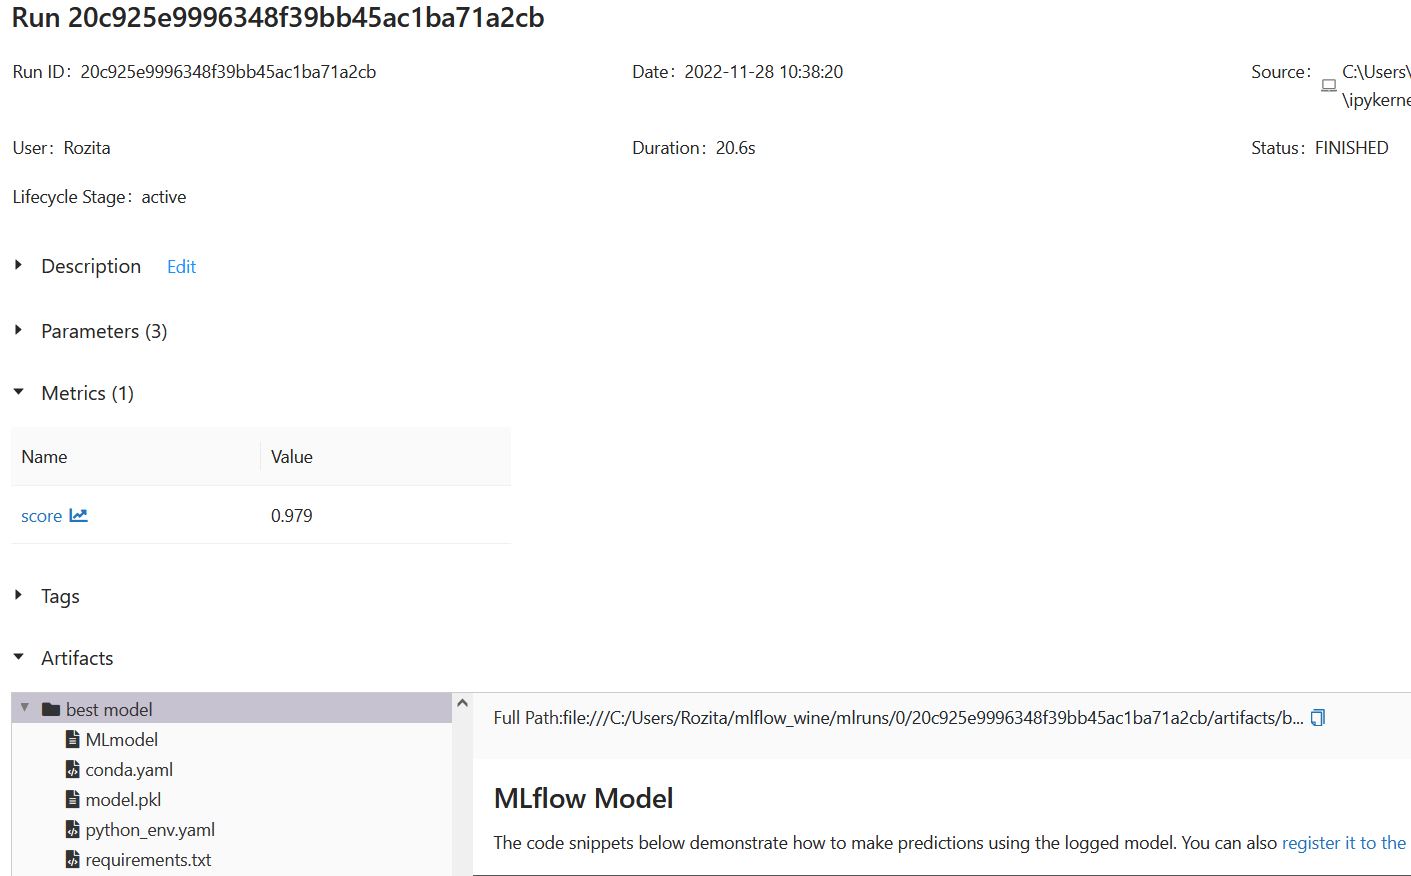 Run 20c925e9996348f39bb45ac1ba71a2cb
Run ID: 20c925e9996348f39bb45ac1ba71a2cb
Date: 2022-11-28 10:38:20
Source: C:\Users\
\ipykerne
User: Rozita
Duration: 20.6s
Status: FINISHED
Lifecycle Stage: active
Description Edit
Parameters (3)
Metrics (1)
Name Value
score 0.979
Tags
Artifacts
best model
MLmodel
conda.yaml
model.pkl
python_env.yaml
requirements.txt
Full Path:file:///C:/Users/Rozita/mlflow_wine/mlruns/0/20c925e9996348f39bb45ac1ba71a2cb/artifacts/b...
MLflow Model
The code snippets below demonstrate how to make predictions using the logged model. You can also register it to the